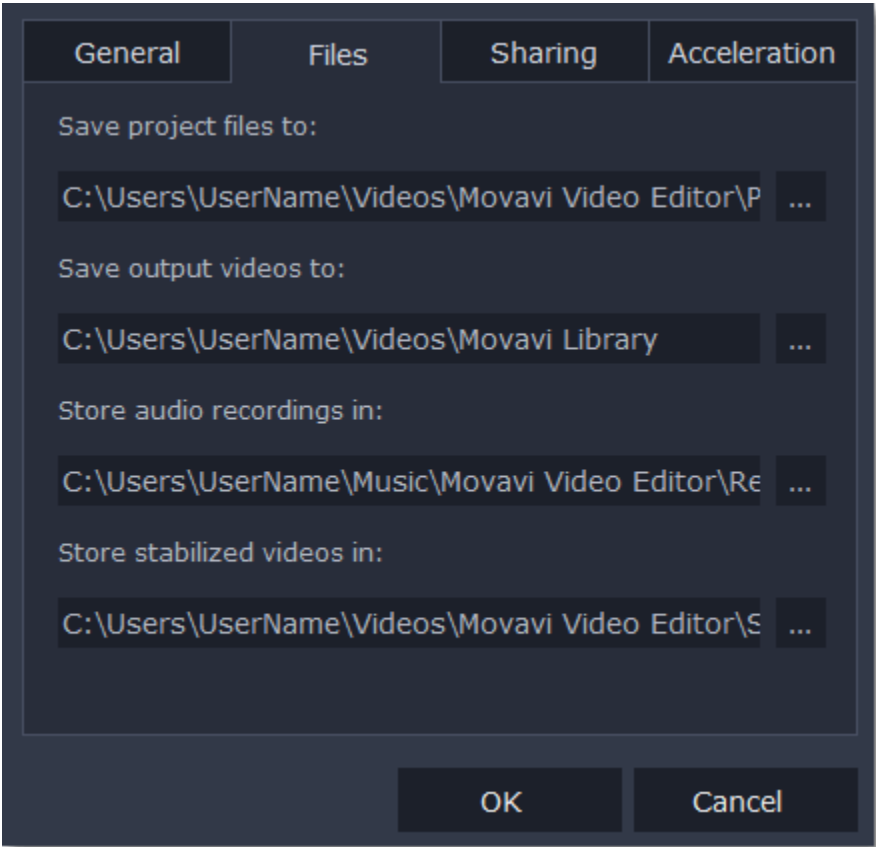 General Files Sharing Acceleration
Save project files to:
C:\Users\UserName\Videos\Movavi Video Editor\P ...
Save output videos to:
C:\Users\UserName\Videos\Movavi Library ...
Store audio recordings in:
C:\Users\UserName\Music\Movavi Video Editor\Re ...
Store stabilized videos in:
C:\Users\UserName\Videos\Movavi Video Editor\S ...
OK Cancel